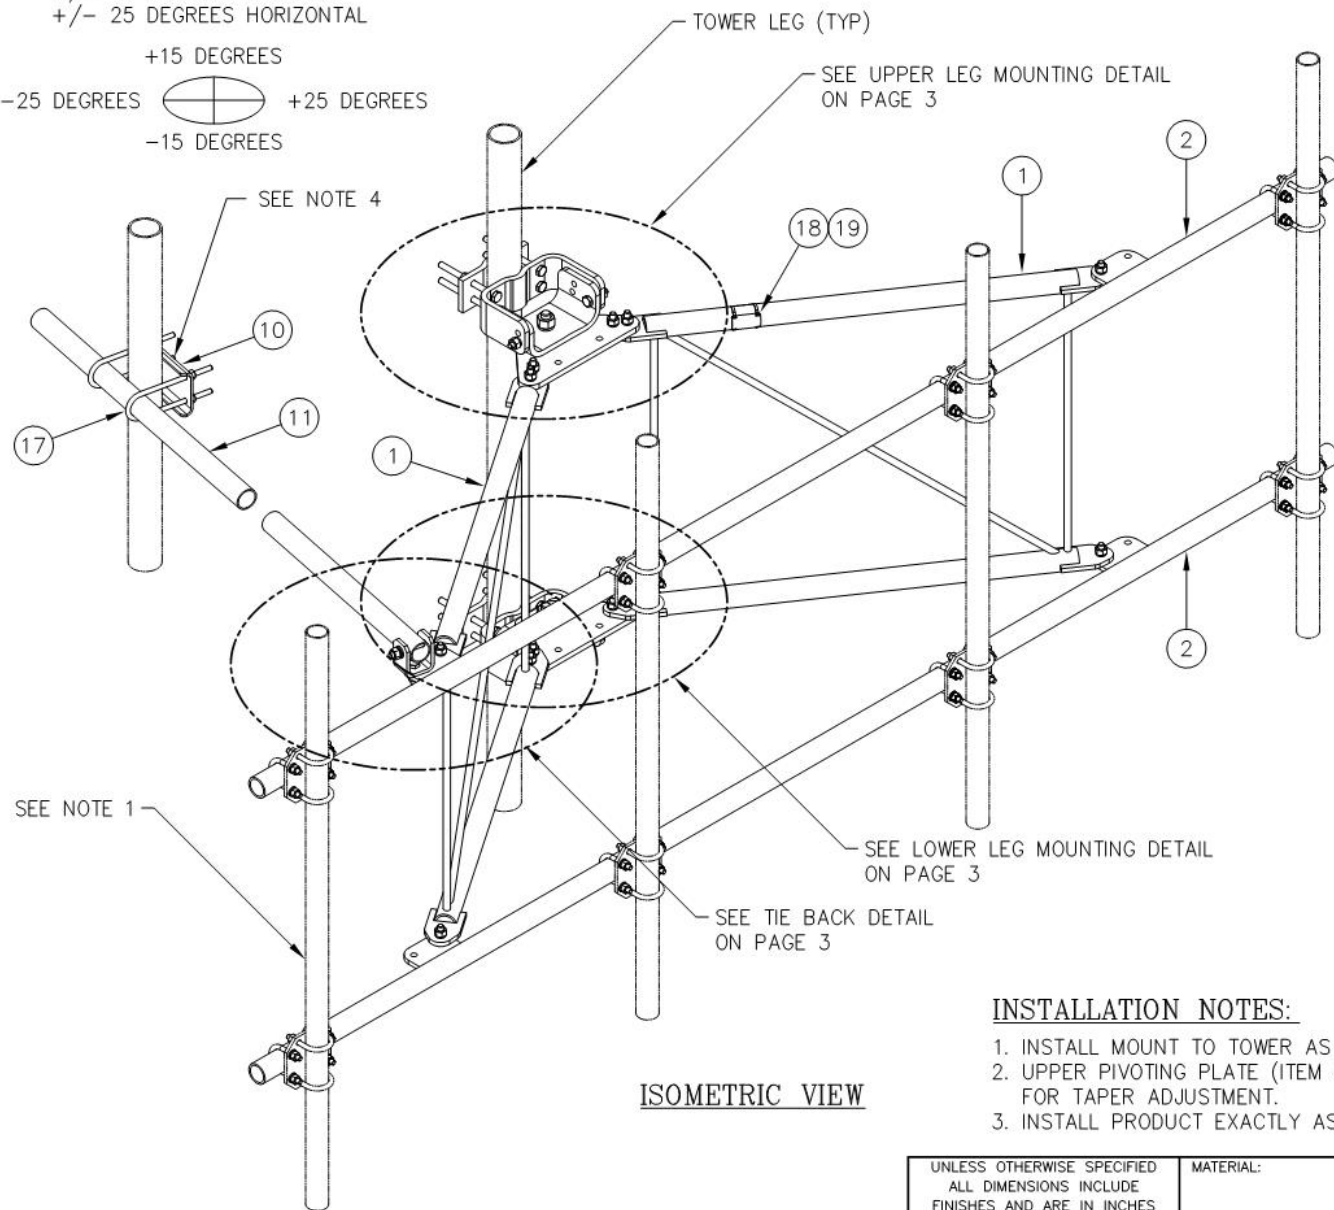 +/- 25 DEGREES HORIZONTAL
+15 DEGREES
-25 DEGREES
+25 DEGREES
-15 DEGREES
TOWER LEG (TYP)
SEE UPPER LEG MOUNTING DETAIL
ON PAGE 3
SEE NOTE 4
2
1
18
19
10
17
11
1
2
SEE NOTE 1
SEE LOWER LEG MOUNTING DETAIL
ON PAGE 3
SEE TIE BACK DETAIL
ON PAGE 3
ISOMETRIC VIEW
INSTALLATION NOTES:
1. INSTALL MOUNT TO TOWER AS
2. UPPER PIVOTING PLATE (ITEM
FOR TAPER ADJUSTMENT.
3. INSTALL PRODUCT EXACTLY AS
UNLESS OTHERWISE SPECIFIED
ALL DIMENSIONS INCLUDE
FINISHES AND ARE IN INCHES
MATERIAL: